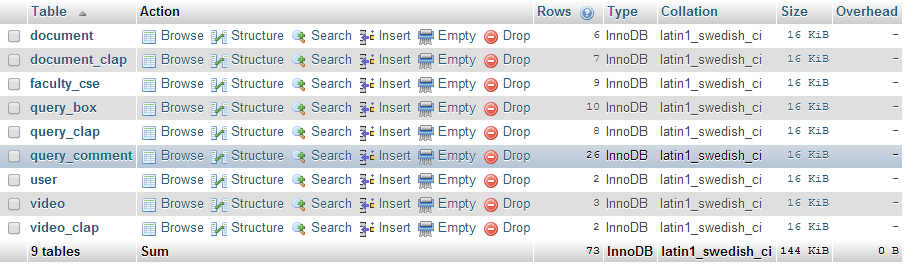 Table Action Rows Type Collation Size Overhead
document Browse Structure Search Insert Empty Drop 6 InnoDB latin1_swedish_ci 16 KiB -
document_clap Browse Structure Search Insert Empty Drop 7 InnoDB latin1_swedish_ci 16 KiB -
faculty_cse Browse Structure Search Insert Empty Drop 9 InnoDB latin1_swedish_ci 16 KiB -
query_box Browse Structure Search Insert Empty Drop 10 InnoDB latin1_swedish_ci 16 KiB -
query_clap Browse Structure Search Insert Empty Drop 8 InnoDB latin1_swedish_ci 16 KiB -
query_comment Browse Structure Search Insert Empty Drop 26 InnoDB latin1_swedish_ci 16 KiB -
user Browse Structure Search Insert Empty Drop 2 InnoDB latin1_swedish_ci 16 KiB -
video Browse Structure Search Insert Empty Drop 3 InnoDB latin1_swedish_ci 16 KiB -
video_clap Browse Structure Search Insert Empty Drop 2 InnoDB latin1_swedish_ci 16 KiB -
9 tables Sum 73 InnoDB latin1_swedish_ci 144 KiB 0 B